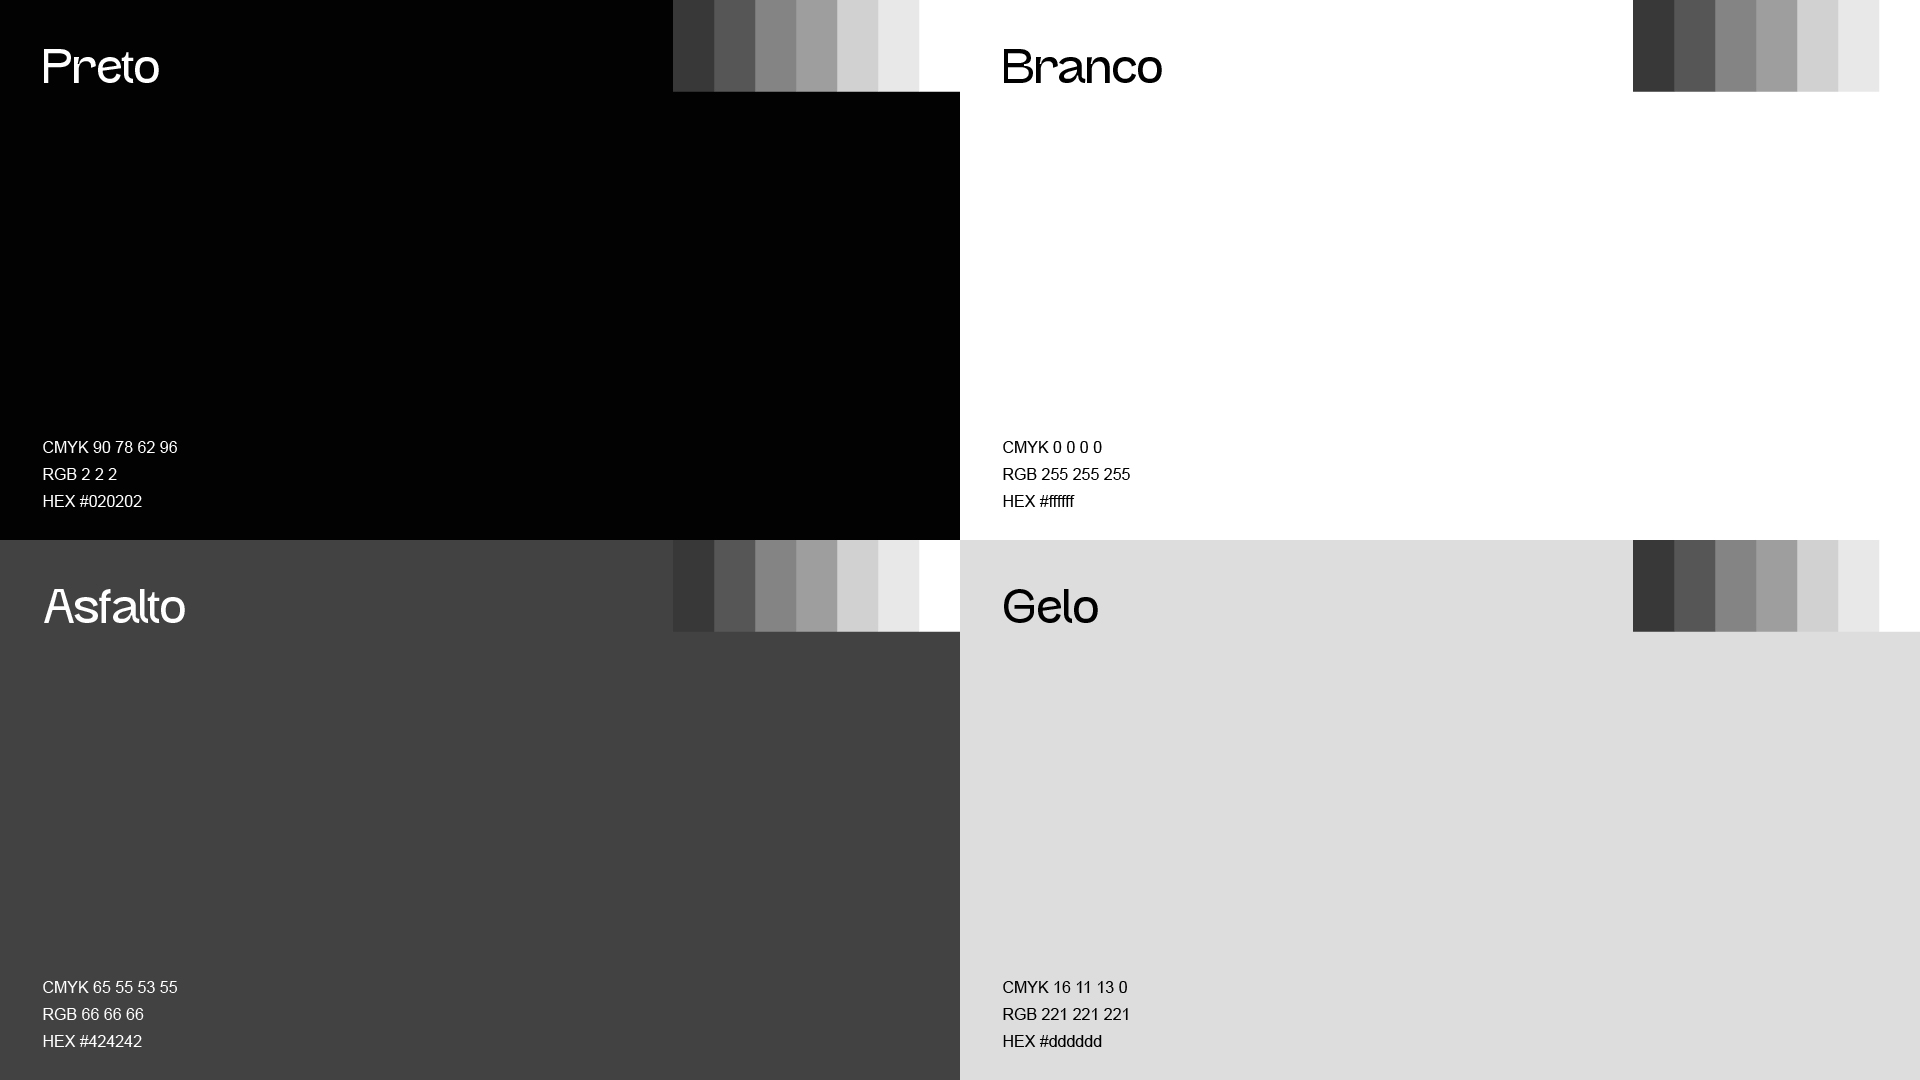 Preto
CMYK 90 78 62 96
RGB 2 2 2
HEX #020202
Branco
CMYK 0 0 0 0
RGB 255 255 255
HEX #ffffff
Asfalto
CMYK 65 55 53 55
RGB 66 66 66
HEX #424242
Gelo
CMYK 16 11 13 0
RGB 221 221 221
HEX #dddddd